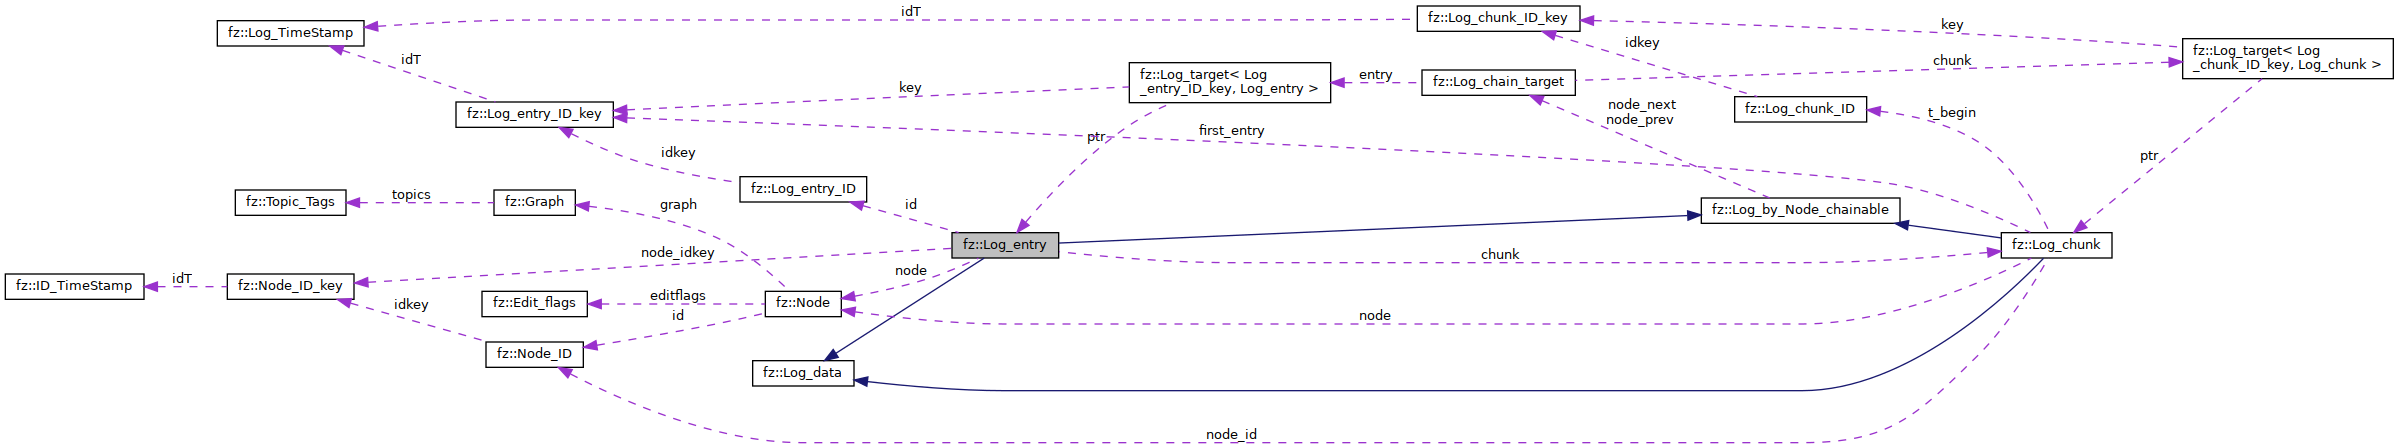 idT
fz::Log_chunk_ID_key
fz::Log_TimeStamp
key
idkey
fz::Log_target< Log
_chunk_ID_key, Log_chunk >
idT
chunk
fz::Log_target< Log
_entry_ID_key, Log_entry >
entry
fz::Log_chain_target
key
fz::Log_entry_ID_key
node_next
node_prev
fz::Log_chunk_ID
t_begin
first_entry
ptr
idkey
ptr
fz::Log_entry_ID
fz::Topic_Tags
topics
fz::Graph
graph
id
fz::Log_by_Node_chainable
fz::Log_entry
fz::Log_chunk
node_idkey
chunk
node
fz::ID_TimeStamp
idT
fz::Node_ID_key
idkey
fz::Edit_flags
editflags
fz::Node
id
node
fz::Node_ID
fz::Log_data
node_id